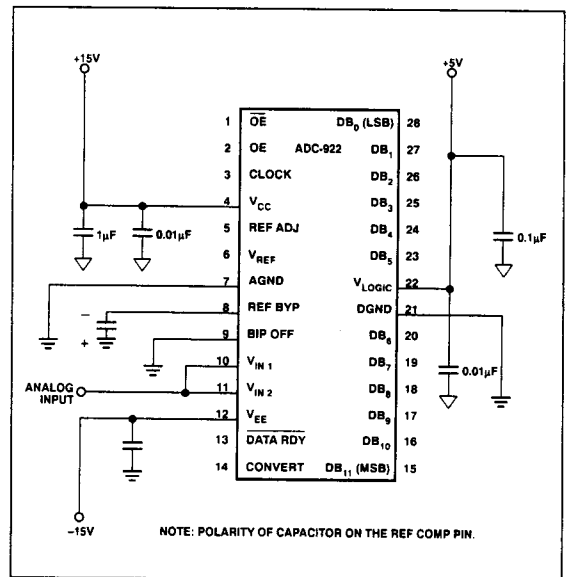 +15V
+5V
1 OE DB0 (LSB) 28
2 OE ADC-922 DB1 27
3 CLOCK DB2 26
4 VCC DB3 25
5 REF ADJ DB4 24
6 VREF DB5 23
7 AGND VLOGIC 22
8 REF BYP DGND 21
9 BIP OFF DB6 20
10 VIN 1 DB7 19
11 VIN 2 DB8 18
12 VEE DB9 17
13 DATA RDY DB10 16
14 CONVERT DB11 (MSB) 15
1µF
0.01µF
0.1µF
0.01µF
–
+
ANALOG
INPUT
–15V
NOTE: POLARITY OF CAPACITOR ON THE REF COMP PIN.